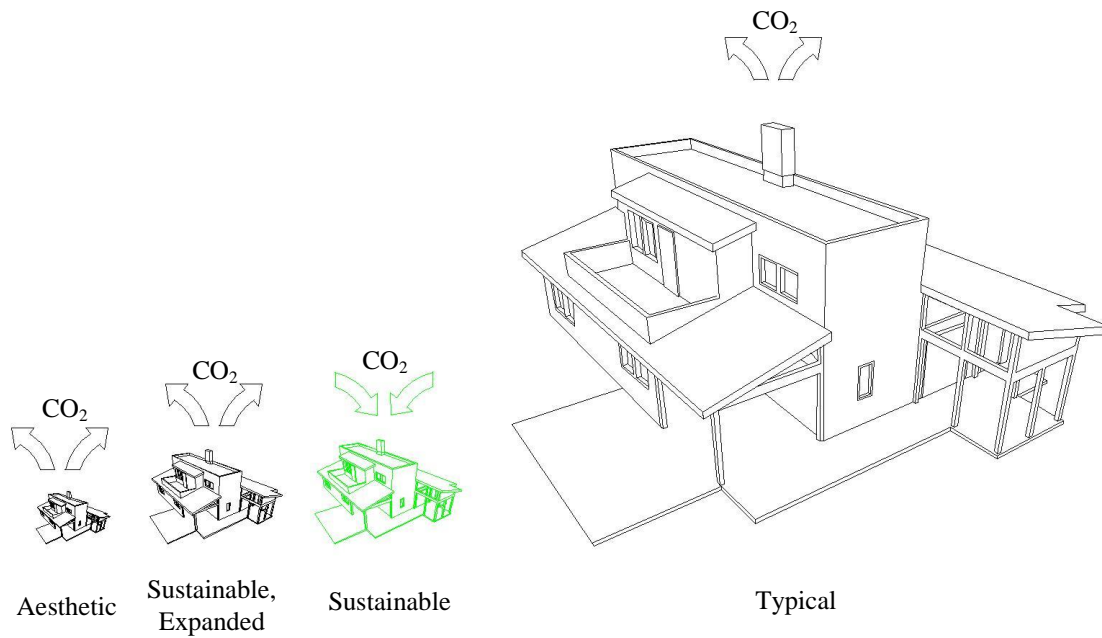 CO₂
CO₂
CO₂
CO₂
Aesthetic
Sustainable,
Expanded
Sustainable
Typical